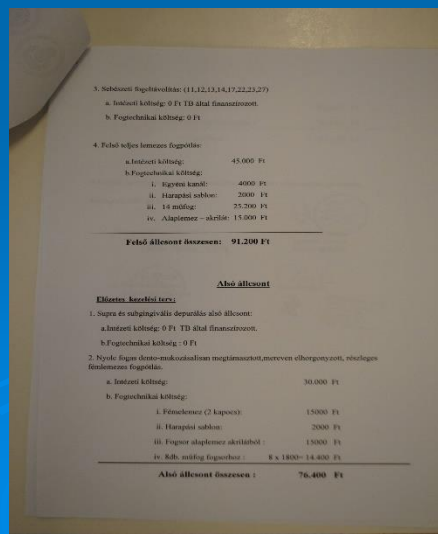 3. Sebészeti fogeltávolítás: (11,12,13,14,17,22,23,27)
a. Intézeti költség: 0 Ft TB által finanszírozott.
b. Fogtechnikai költség: 0 Ft
4. Felső teljes lemezes fogpótlás:
a.Intézeti költség: 45.000 Ft
b.Fogtechnikai költség:
i. Egyéni kanál: 4000 Ft
ii. Harapási sablon: 2000 Ft
iii. 14 műfog: 25.200 Ft
iv. Alaplemez – akrilát: 15.000 Ft
Felső állcsont összesen: 91.200 Ft
Alsó állcsont
Előzetes kezelési terv:
1. Supra és subgingivális depurálás alsó állcsont:
a.Intézeti költség: 0 Ft TB által finanszírozott.
b.Fogtechnikai költség : 0 Ft
2. Nyolc fogas dento-mukozálisan megtámasztott,mereven elhorgonyzott, részleges
fémlemezes fogpótlás.
a. Intézeti költség: 30.000 Ft
b. Fogtechnikai költség:
i. Fémlemez (2 kapocs): 15000 Ft
ii. Harapási sablon: 2000 Ft
iii. Fogsor alaplemez akrilátból : 15000 Ft
iv. 8db. műfog fogsorhoz : 8 x 1800= 14.400 Ft
Alsó állcsont összesen : 76.400 Ft